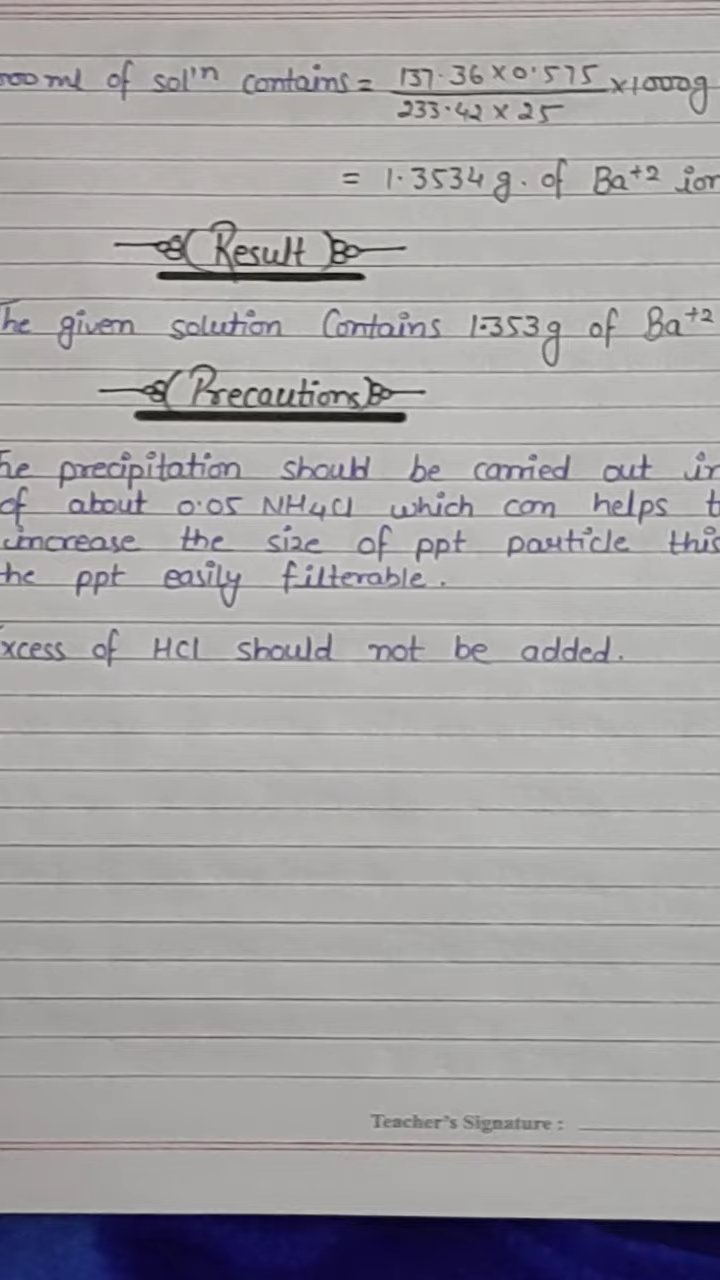 000 ml of sol'n contains = 137.36 × 0.575 / 233.42 × 25 × 1000g
= 1.3534 g. of Ba+2 ion
Result
The given solution Contains 1.353g of Ba+2
Precautions
he precipitation should be carried out in
of about 0.05 NH4Cl which can helps t
increase the size of ppt particle this
the ppt easily filterable.
xcess of HCl should not be added.
Teacher's Signature :